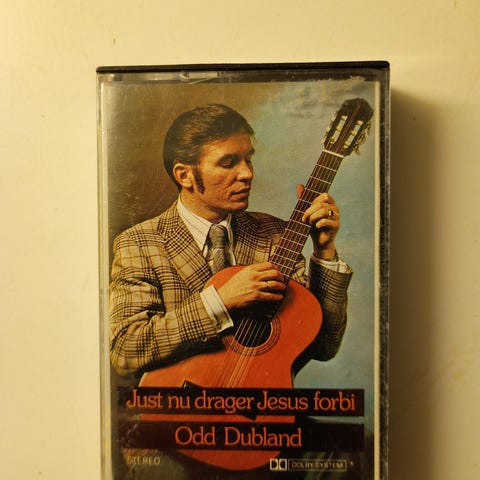 Just nu drager Jesus forbi
Odd Dubland
STEREO
DOLBY SYSTEM